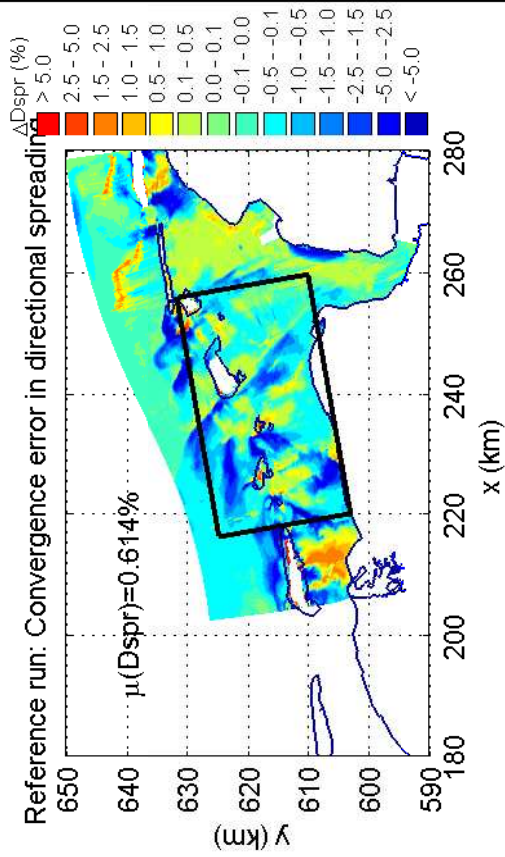 Reference run: Convergence error in directional spreading
ΔDspr (%)
> 5.0
2.5 - 5.0
1.5 - 2.5
1.0 - 1.5
0.5 - 1.0
0.1 - 0.5
0.0 - 0.1
-0.1 - 0.0
-0.5 - -0.1
-1.0 - -0.5
-1.5 - -1.0
-2.5 - -1.5
-5.0 - -2.5
< -5.0
μ(Dspr)=0.614%
650
640
630
620
610
600
590
y (km)
180 200 220 240 260 280
x (km)